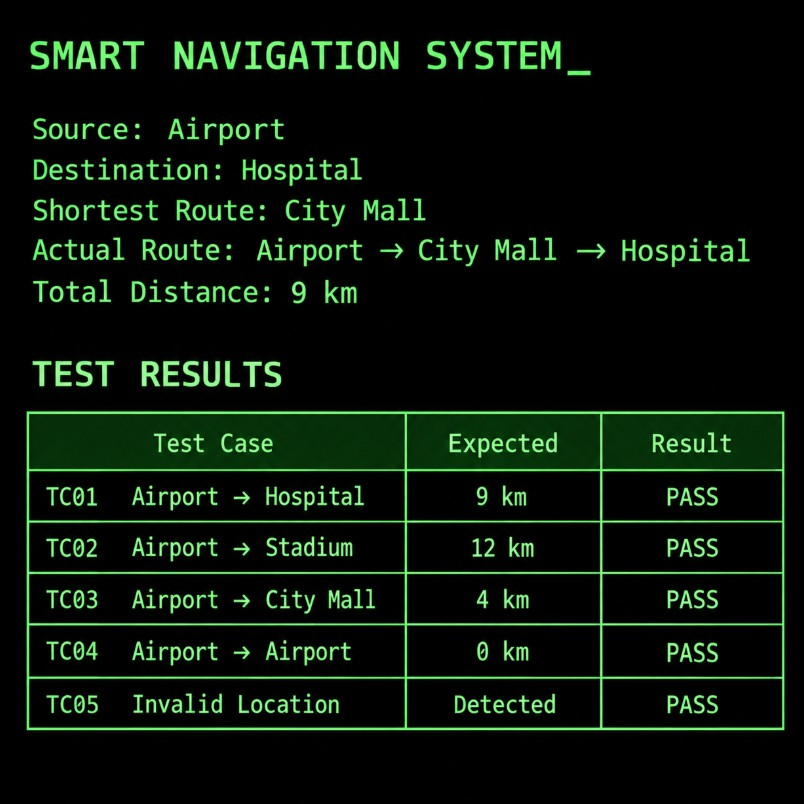 SMART NAVIGATION SYSTEM_
Source: Airport
Destination: Hospital
Shortest Route: City Mall
Actual Route: Airport → City Mall → Hospital
Total Distance: 9 km
TEST RESULTS
Test Case Expected Result
TC01 Airport → Hospital 9 km PASS
TC02 Airport → Stadium 12 km PASS
TC03 Airport → City Mall 4 km PASS
TC04 Airport → Airport 0 km PASS
TC05 Invalid Location Detected PASS